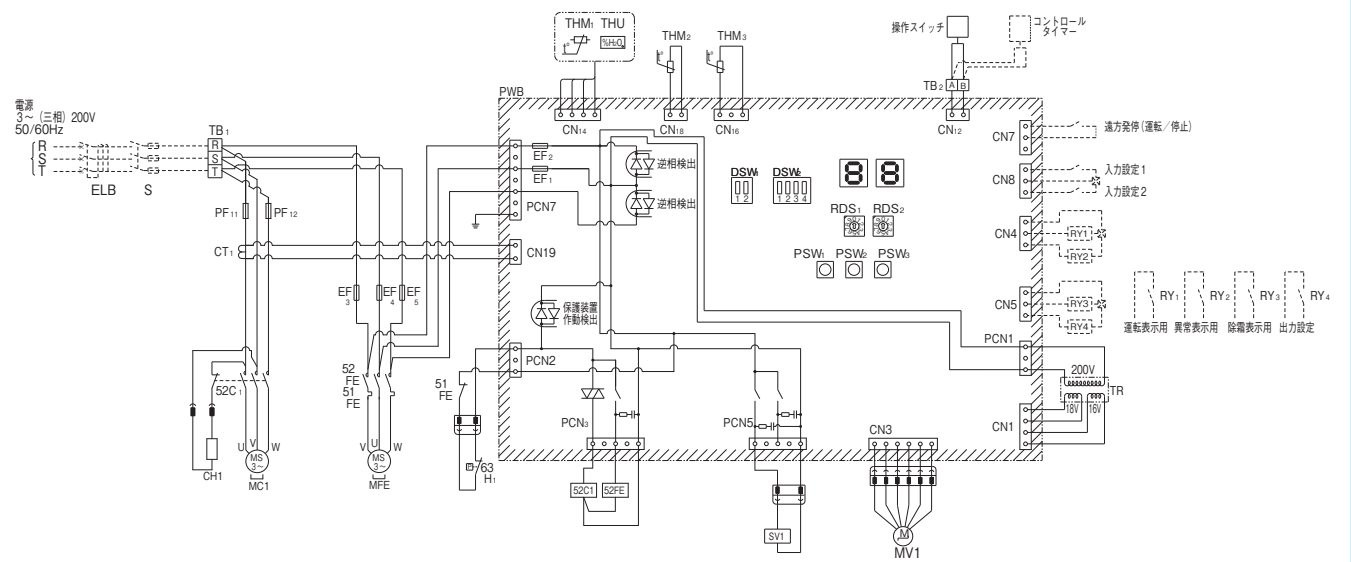 電源
3～ (三相) 200V
50/60Hz
R
S
T
ELB
S
TB1
R
S
T
PF11
PF12
CT1
EF3
EF4
EF5
52C1
CH1
U
V
W
MS
3～
MC1
52
FE
51
FE
V
U
W
MS
3～
MFE
THM1 THU
t°
%H2O
THM2
t°
THM3
t°
操作スイッチ
コントロール
タイマー
TB2
A B
PWB
CN14
CN18
CN16
CN12
EF2
EF1
PCN7
逆相検出
逆相検出
CN19
保護装置
作動検出
PCN2
51
FE
P
63
H1
DSW1
1 2
DSW2
1 2 3 4
8 8
RDS1
RDS2
PSW1
PSW2
PSW3
PCN3
52C1
52FE
PCN5
SV1
CN3
M
MV1
CN7
遠方発停(運転／停止)
CN8
入力設定1
入力設定2
CN4
RY1
RY2
CN5
RY3
RY4
PCN1
200V
TR
18V
16V
CN1
RY1
RY2
RY3
RY4
運転表示用
異常表示用
除霜表示用
出力設定